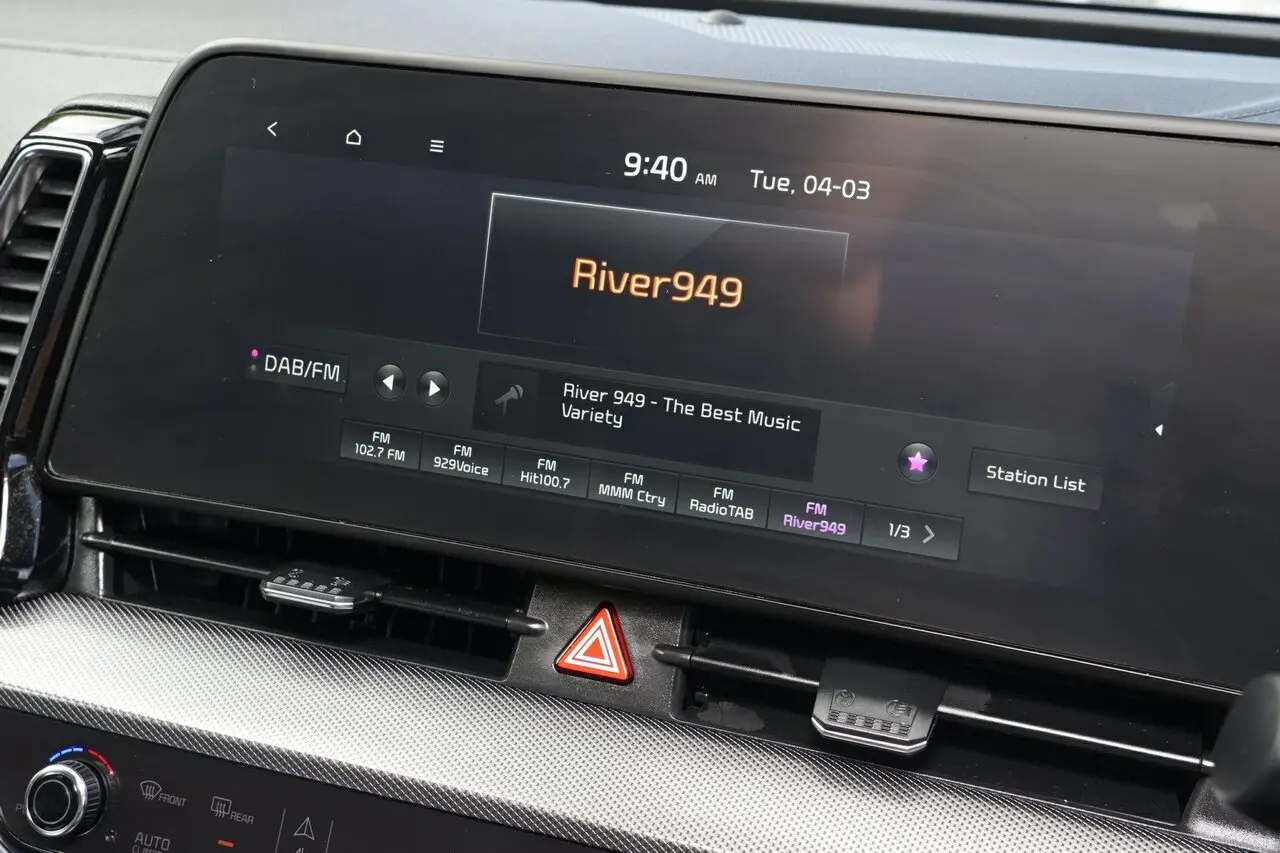 9:40 AM Tue, 04-03
River949
DAB/FM
River 949 - The Best Music
Variety
Station List
FM
102.7 FM
FM
929Voice
FM
Hit100.7
FM
MMM Ctry
FM
RadioTAB
FM
River949
1/3
FRONT
REAR
AUTO